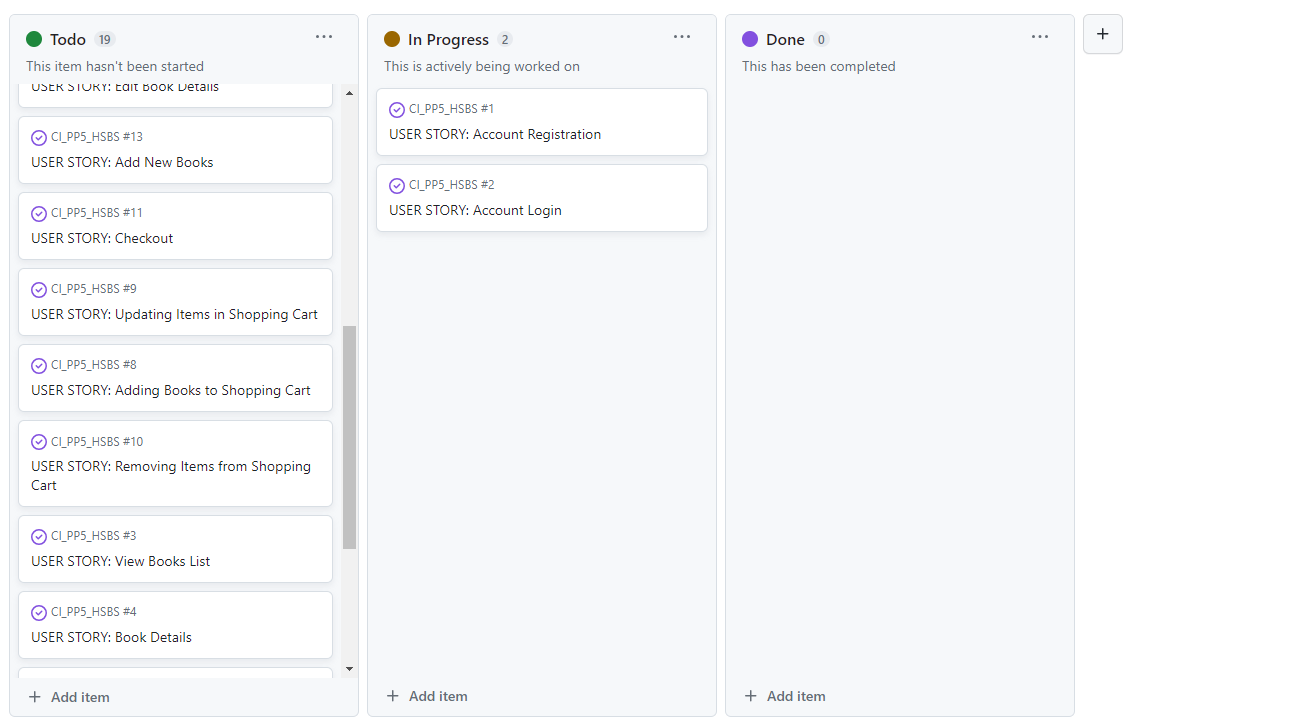 Todo 19
This item hasn't been started
USER STORY: Edit Book Details
CI_PP5_HSBS #13
USER STORY: Add New Books
CI_PP5_HSBS #11
USER STORY: Checkout
CI_PP5_HSBS #9
USER STORY: Updating Items in Shopping Cart
CI_PP5_HSBS #8
USER STORY: Adding Books to Shopping Cart
CI_PP5_HSBS #10
USER STORY: Removing Items from Shopping
Cart
CI_PP5_HSBS #3
USER STORY: View Books List
CI_PP5_HSBS #4
USER STORY: Book Details
+ Add item
In Progress 2
This is actively being worked on
CI_PP5_HSBS #1
USER STORY: Account Registration
CI_PP5_HSBS #2
USER STORY: Account Login
+ Add item
Done 0
This has been completed
+ Add item
+